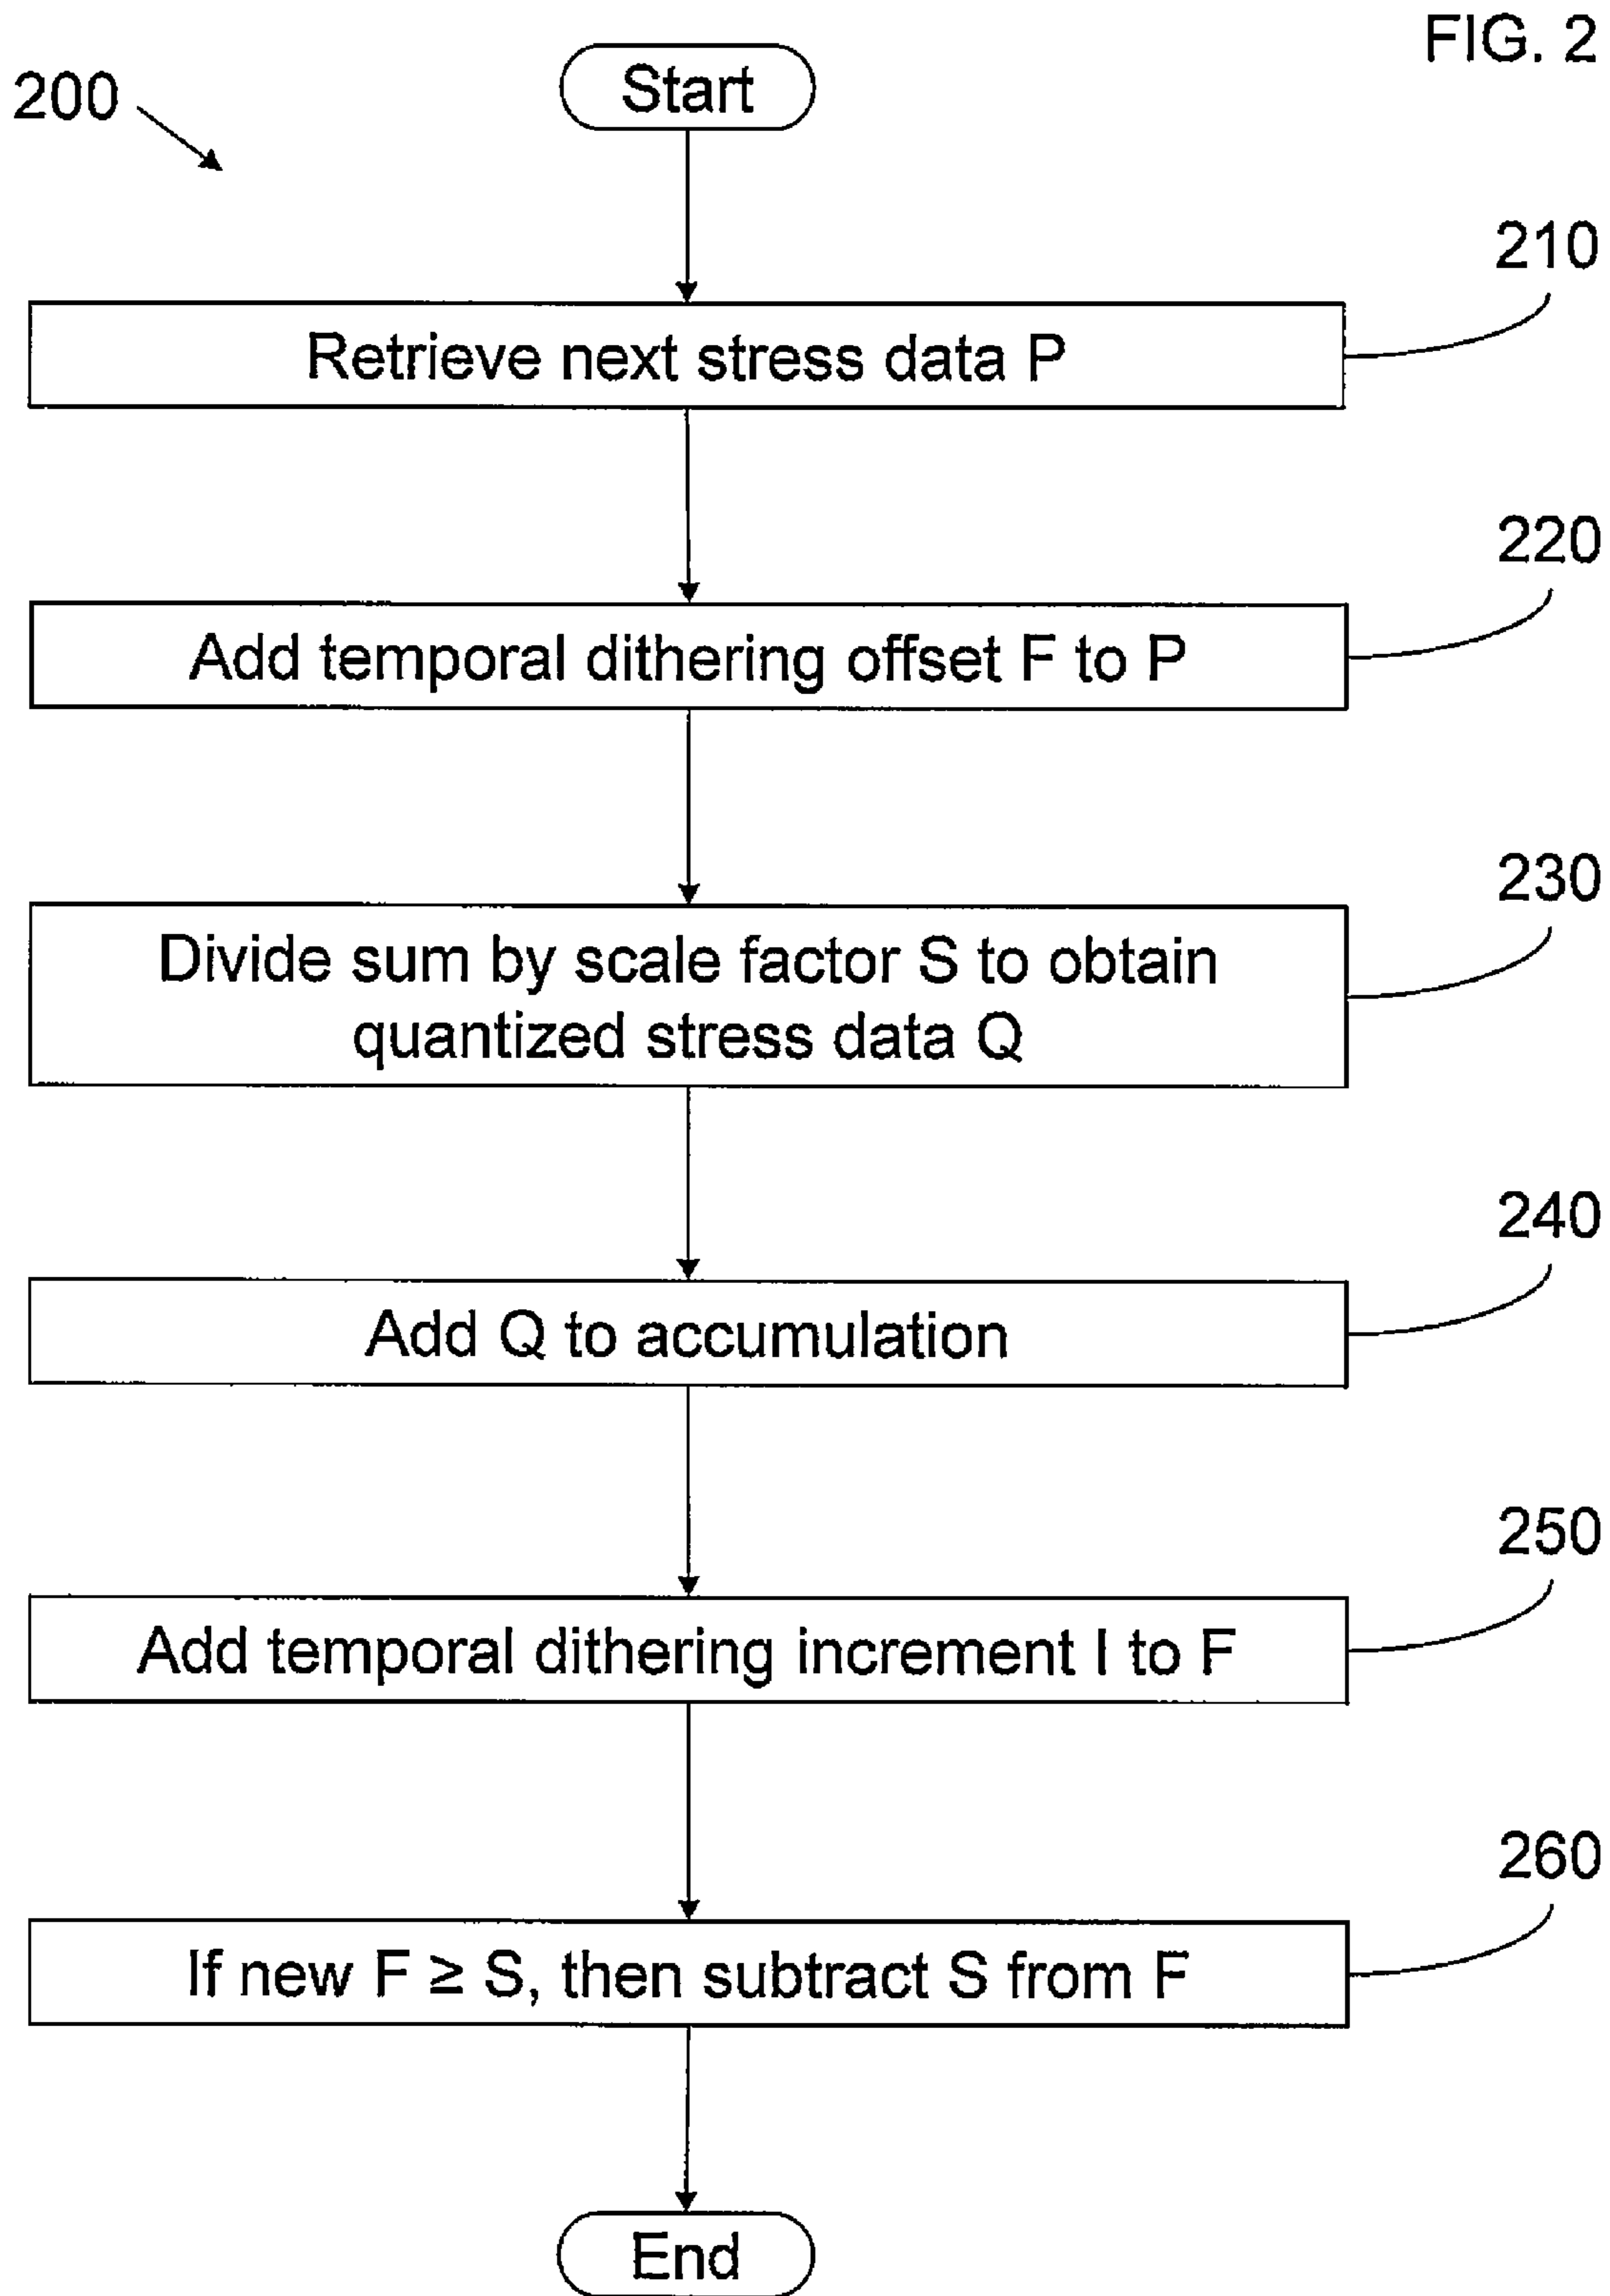 FIG. 2
200
Start
210
Retrieve next stress data P
220
Add temporal dithering offset F to P
230
Divide sum by scale factor S to obtain
quantized stress data Q
240
Add Q to accumulation
250
Add temporal dithering increment I to F
260
If new F ≥ S, then subtract S from F
End